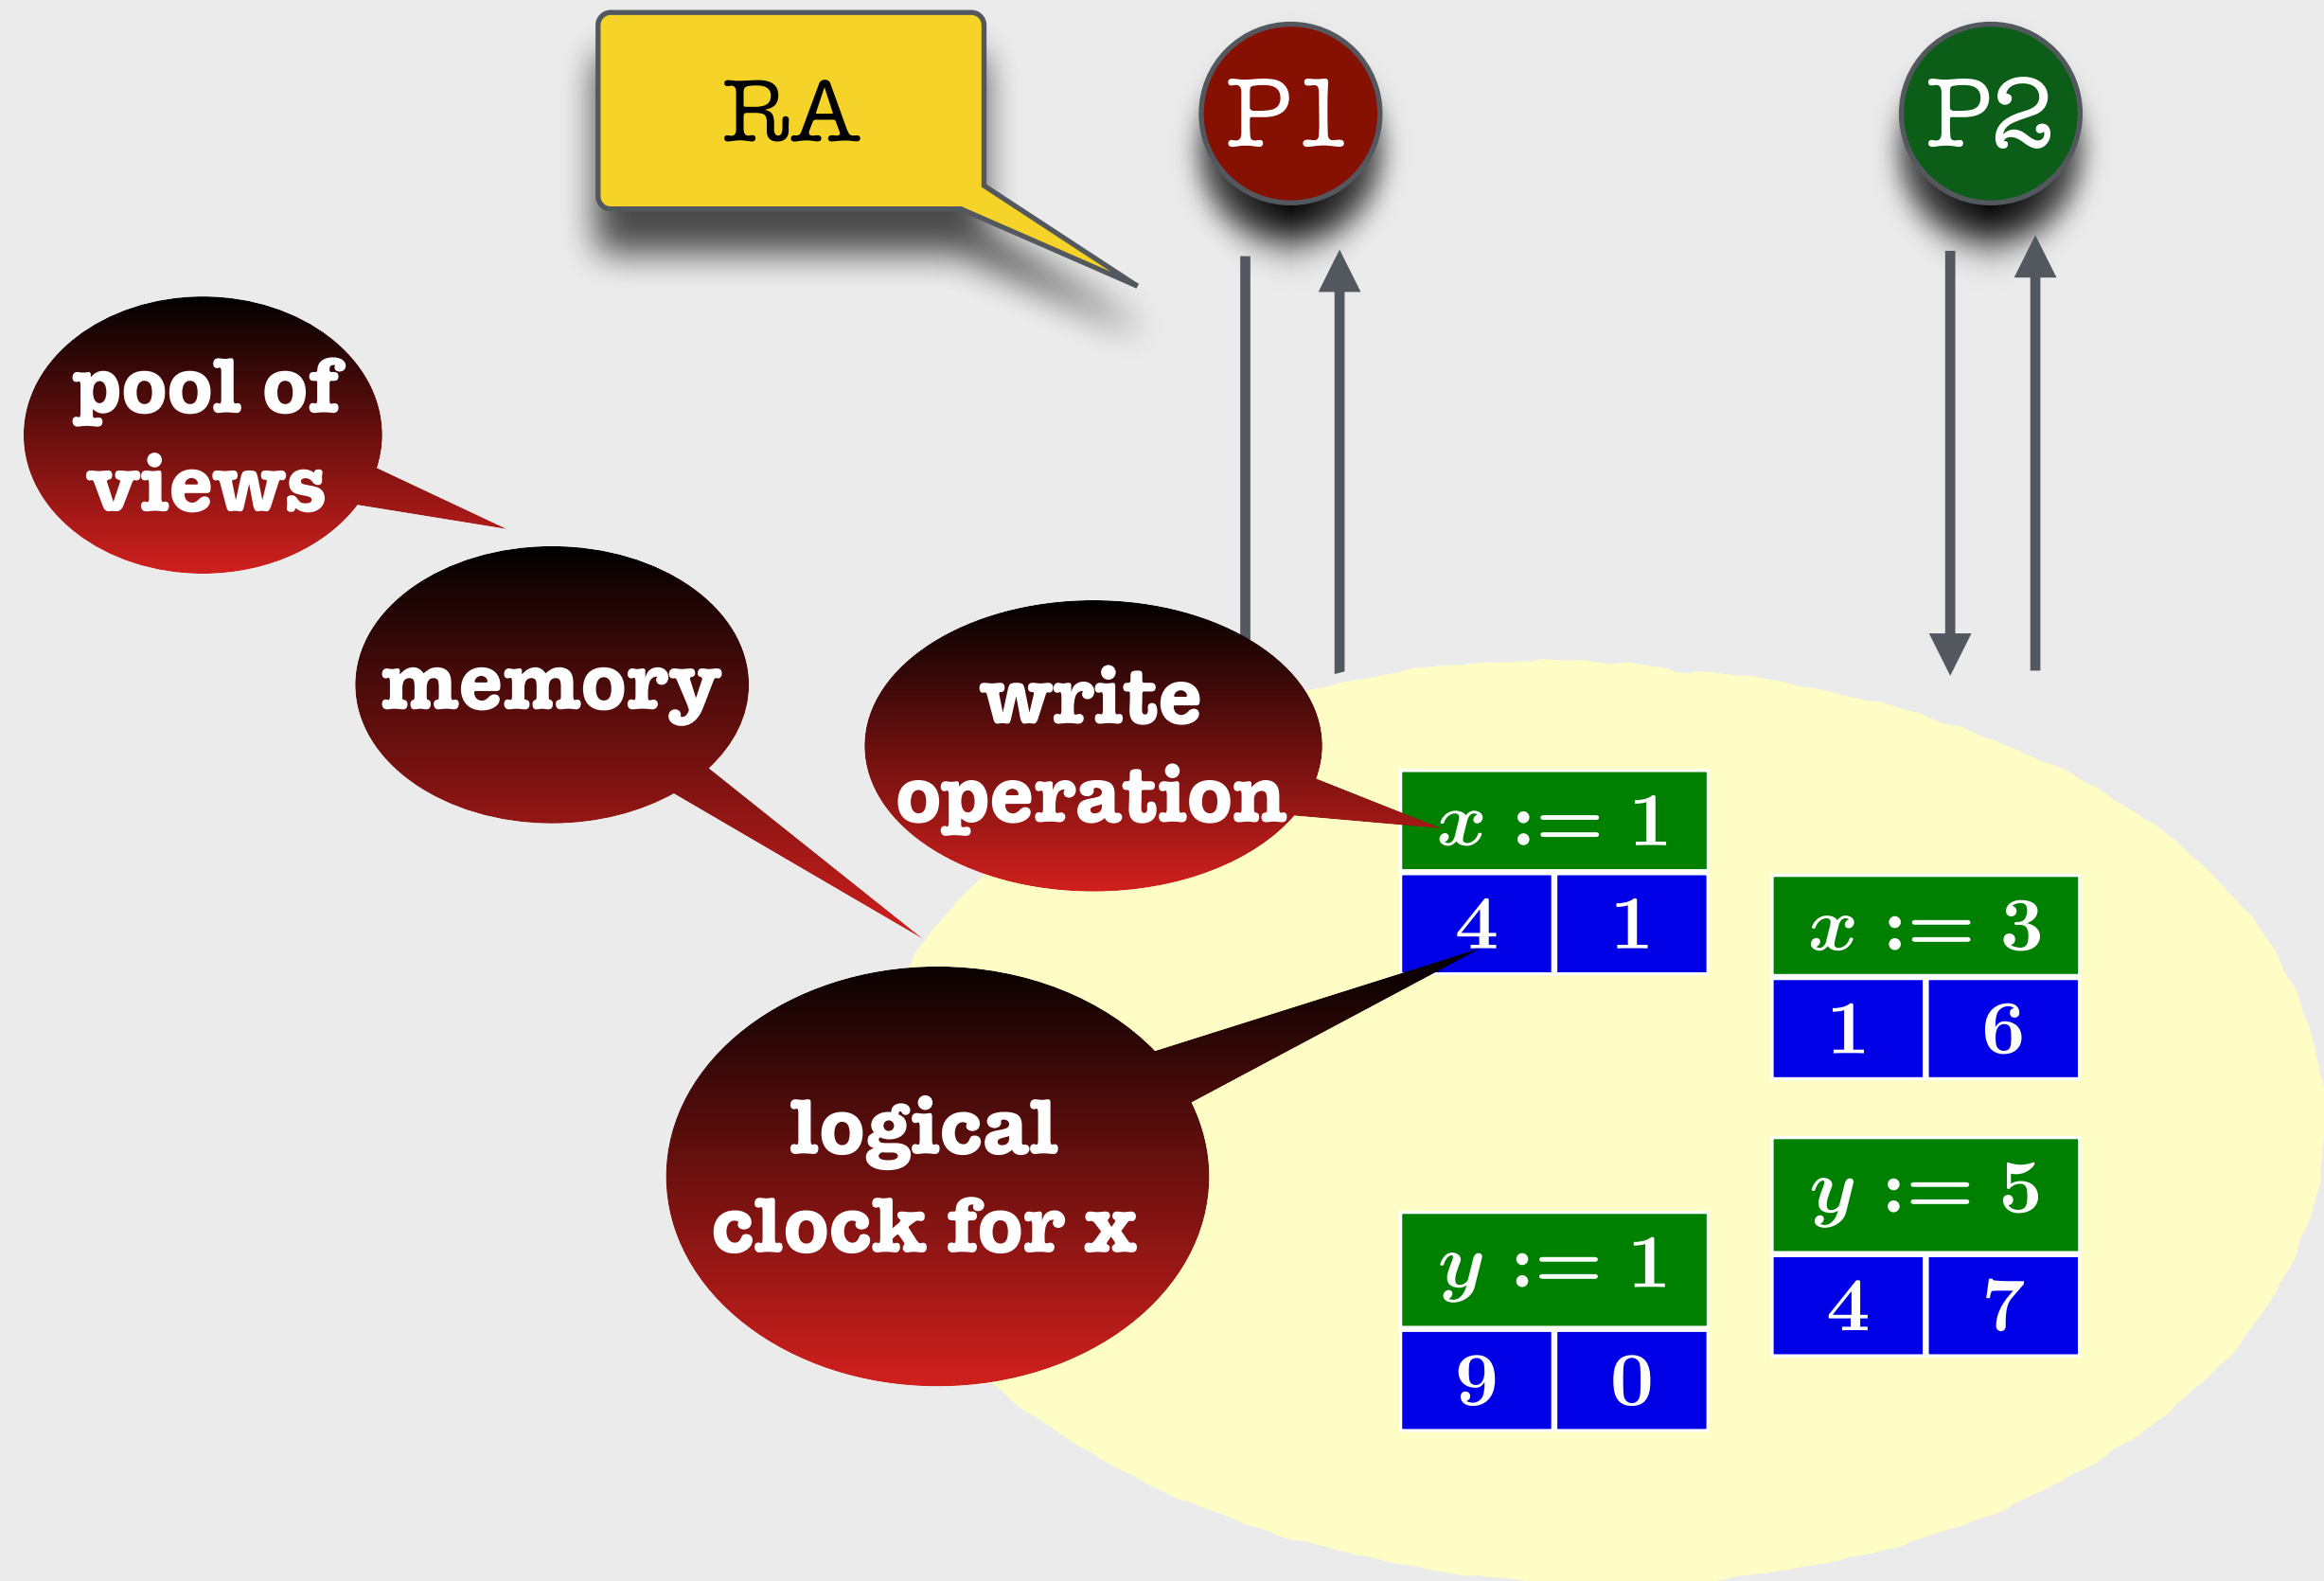 RA
P1
P2
pool of
views
memory
write
operation
x := 1
4 1
x := 3
1 6
logical
clock for x
y := 5
4 7
y := 1
9 0